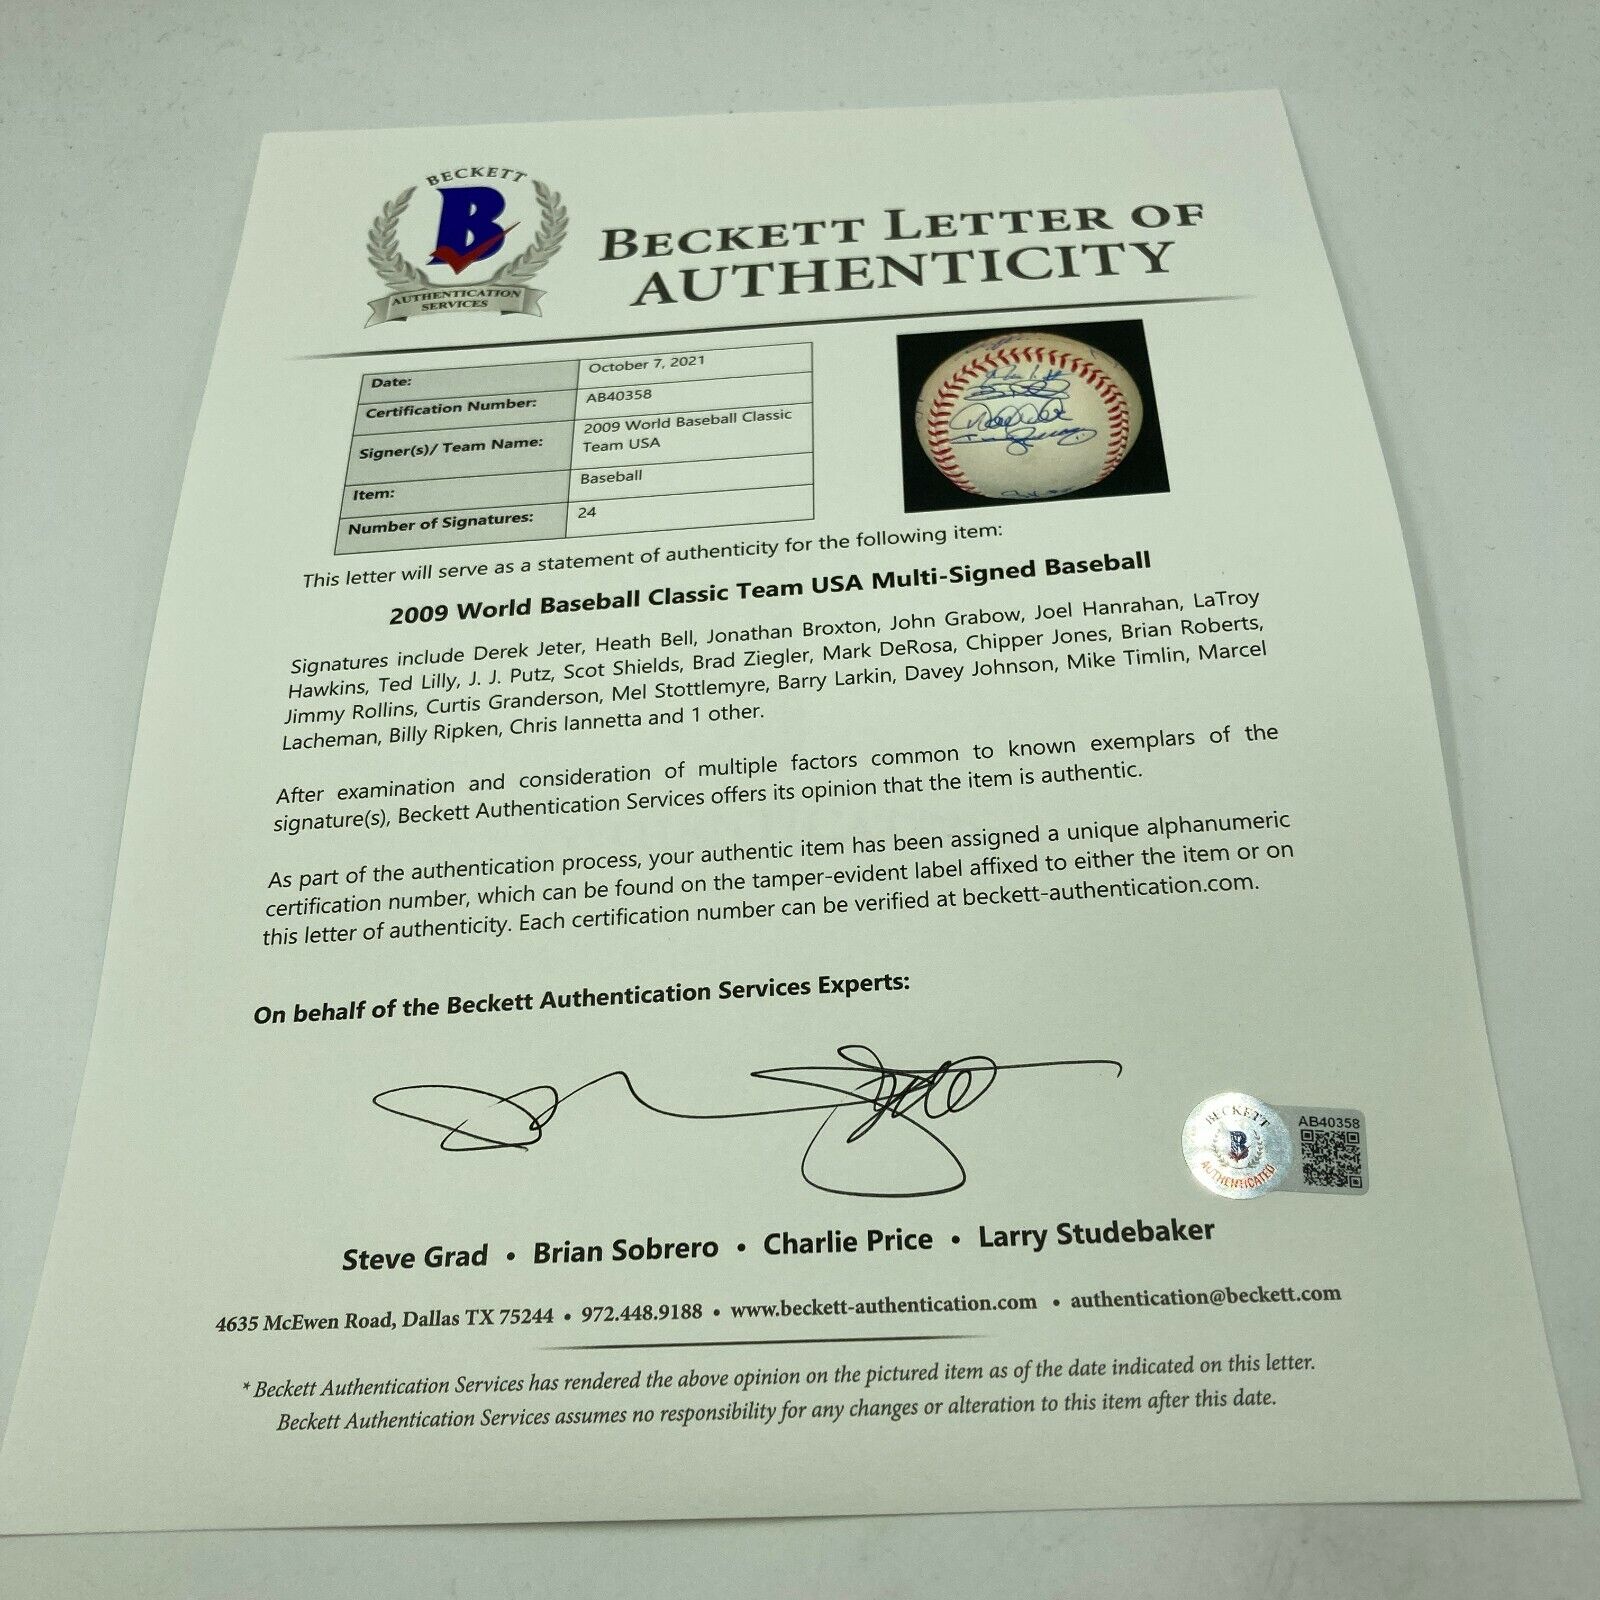 BECKETT
B
AUTHENTICATION
SERVICES
BECKETT LETTER OF
AUTHENTICITY
Date: October 7, 2021
Certification Number: AB40358
Signer(s)/ Team Name: 2009 World Baseball Classic
Team USA
Item: Baseball
Number of Signatures: 24
This letter will serve as a statement of authenticity for the following item:
2009 World Baseball Classic Team USA Multi-Signed Baseball
Signatures include Derek Jeter, Heath Bell, Jonathan Broxton, John Grabow, Joel Hanrahan, LaTroy
Hawkins, Ted Lilly, J. J. Putz, Scot Shields, Brad Ziegler, Mark DeRosa, Chipper Jones, Brian Roberts,
Jimmy Rollins, Curtis Granderson, Mel Stottlemyre, Barry Larkin, Davey Johnson, Mike Timlin, Marcel
Lacheman, Billy Ripken, Chris Iannetta and 1 other.
After examination and consideration of multiple factors common to known exemplars of the
signature(s), Beckett Authentication Services offers its opinion that the item is authentic.
As part of the authentication process, your authentic item has been assigned a unique alphanumeric
certification number, which can be found on the tamper-evident label affixed to either the item or on
this letter of authenticity. Each certification number can be verified at beckett-authentication.com.
On behalf of the Beckett Authentication Services Experts:
BECKETT
B
AUTHENTICATED
AB40358
Steve Grad • Brian Sobrero • Charlie Price • Larry Studebaker
4635 McEwen Road, Dallas TX 75244 • 972.448.9188 • www.beckett-authentication.com • authentication@beckett.com
* Beckett Authentication Services has rendered the above opinion on the pictured item as of the date indicated on this letter.
Beckett Authentication Services assumes no responsibility for any changes or alteration to this item after this date.